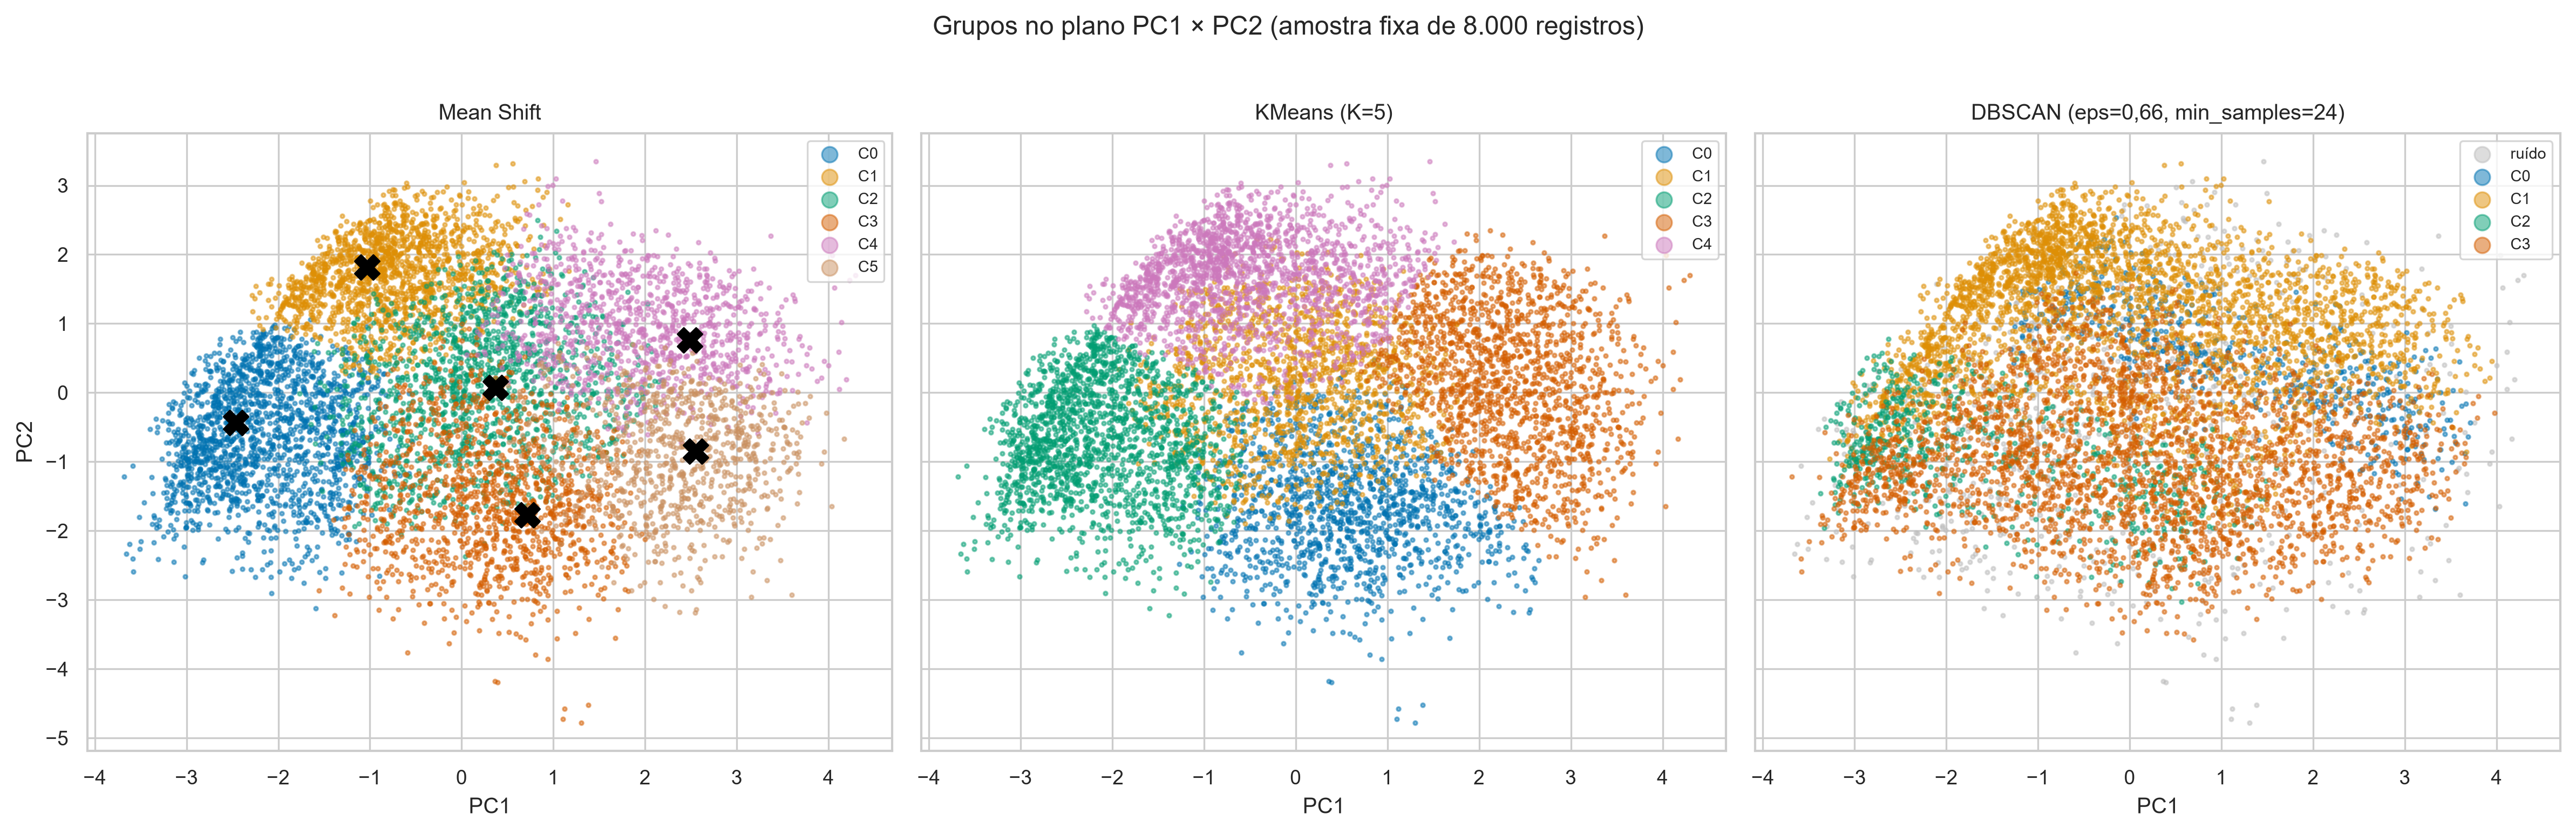 Grupos no plano PC1 × PC2 (amostra fixa de 8.000 registros)
Mean Shift
C0
C1
C2
C3
C4
C5
3
2
1
0
−1
−2
−3
−4
−5
PC2
−4 −3 −2 −1 0 1 2 3 4
PC1
KMeans (K=5)
C0
C1
C2
C3
C4
−4 −3 −2 −1 0 1 2 3 4
PC1
DBSCAN (eps=0,66, min_samples=24)
ruído
C0
C1
C2
C3
−4 −3 −2 −1 0 1 2 3 4
PC1